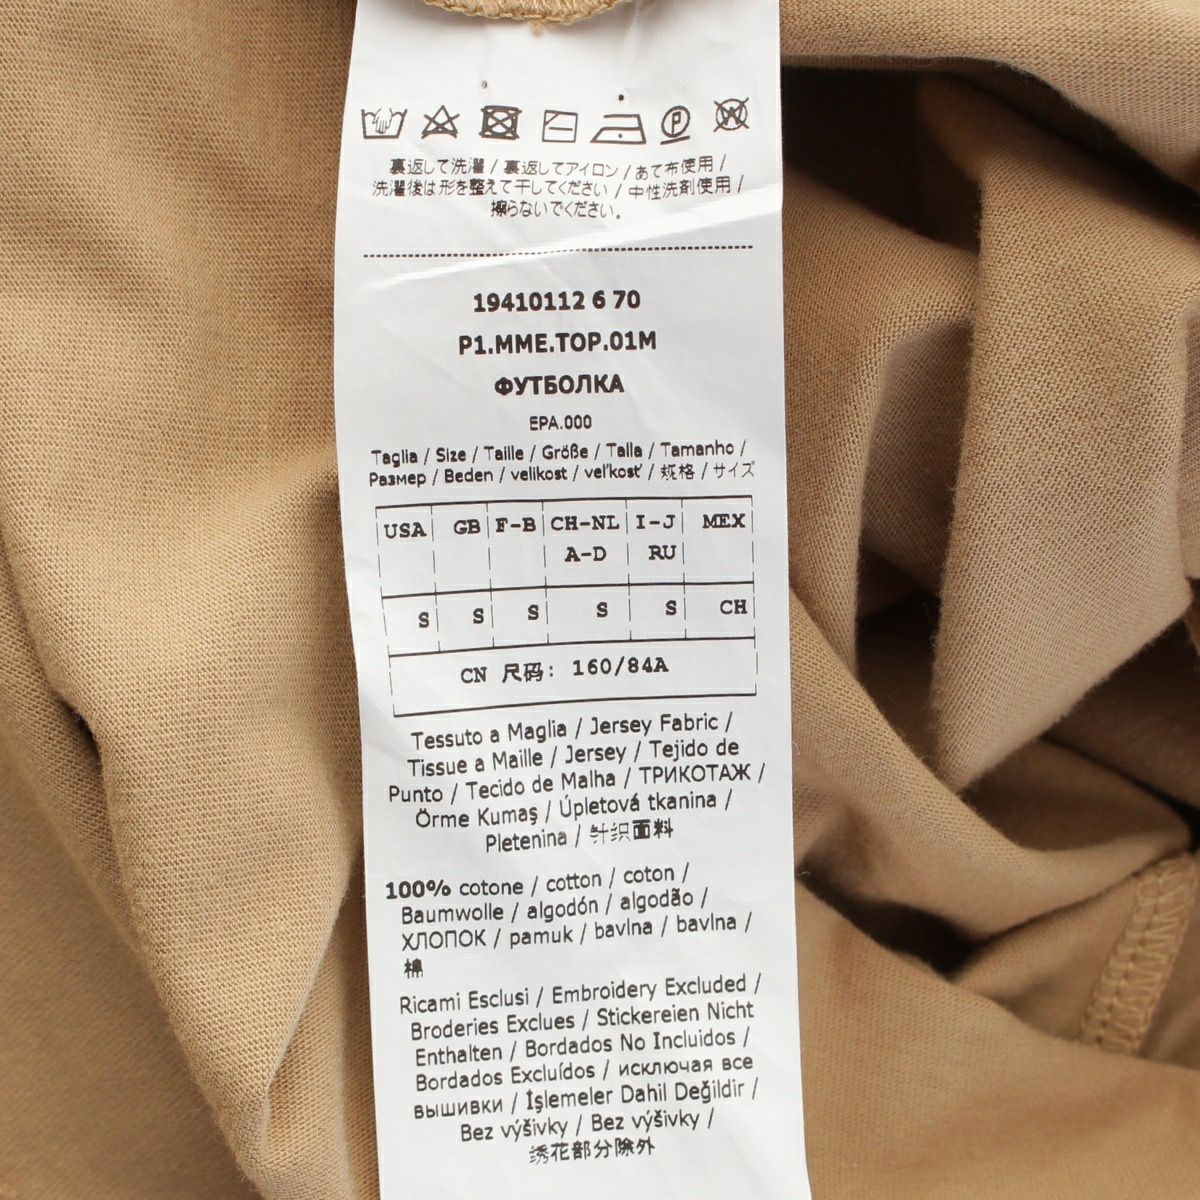 裏返して洗濯 / 裏返してアイロン / あて布使用 /
洗濯後は形を整えて干してください / 中性洗剤使用 /
擦らないでください。
19410112 6 70
P1.MME.TOP.01M
ФУТБОЛКА
EPA.000
Taglia / Size / Taille / Größe / Talla / Tamanho /
Размер / Beden / velikost / veľkosť / 规格 / サイズ
USA GB F-B CH-NL I-J MEX
A-D RU
S S S S S CH
CN 尺码: 160/84A
Tessuto a Maglia / Jersey Fabric /
Tissue a Maille / Jersey / Tejido de
Punto / Tecido de Malha / ТРИКОТАЖ /
Örme Kumaş / Úpletová tkanina /
Pletenina / 针织面料
100% cotone / cotton / coton /
Baumwolle / algodón / algodão /
ХЛОПОК / pamuk / bavlna / bavlna /
棉
Ricami Esclusi / Embroidery Excluded /
Broderies Exclues / Stickereien Nicht
Enthalten / Bordados No Incluidos /
Bordados Excluídos / исключая все
вышивки / İşlemeler Dahil Değildir /
Bez výšivky / Bez výšivky /
绣花部分除外